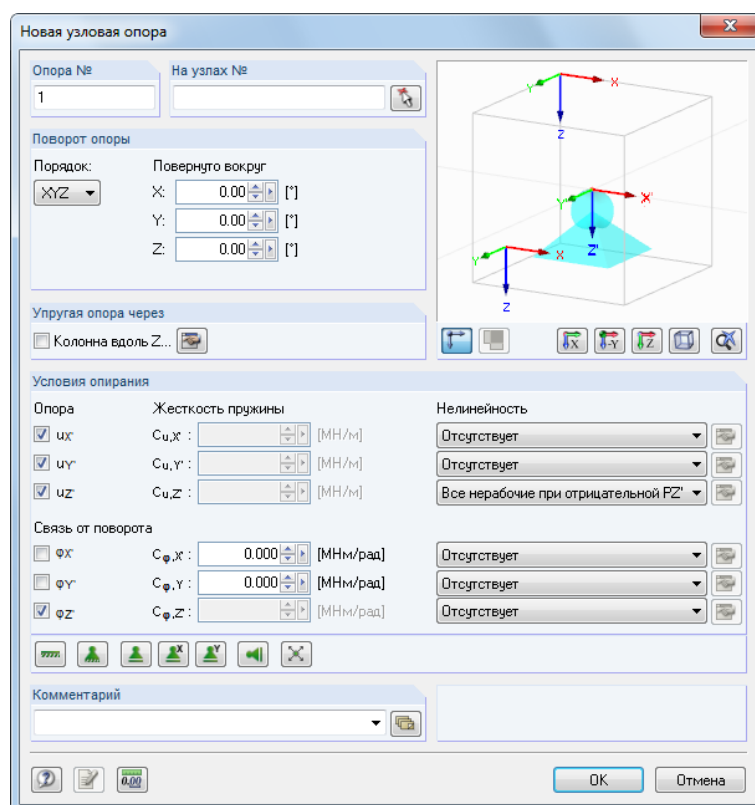 Новая узловая опора
Опора № На узлах №
1
Поворот опоры
Порядок: Повернуто вокруг
XYZ X: 0.00 [°]
Y: 0.00 [°]
Z: 0.00 [°]
Упругая опора через
Колонна вдоль Z...
X
Y
Z
X'
Y'
Z'
X
Y
Z
X -Y Z
Условия опирания
Опора Жесткость пружины Нелинейность
uX' Cu,X' : [МН/м] Отсутствует
uY' Cu,Y' : [МН/м] Отсутствует
uZ' Cu,Z' : [МН/м] Все нерабочие при отрицательной PZ'
Связь от поворота
φX' Cφ,X' : 0.000 [МНм/рад] Отсутствует
φY' Cφ,Y' : 0.000 [МНм/рад] Отсутствует
φZ' Cφ,Z' : [МНм/рад] Отсутствует
X Y
Комментарий
0.00 OK Отмена